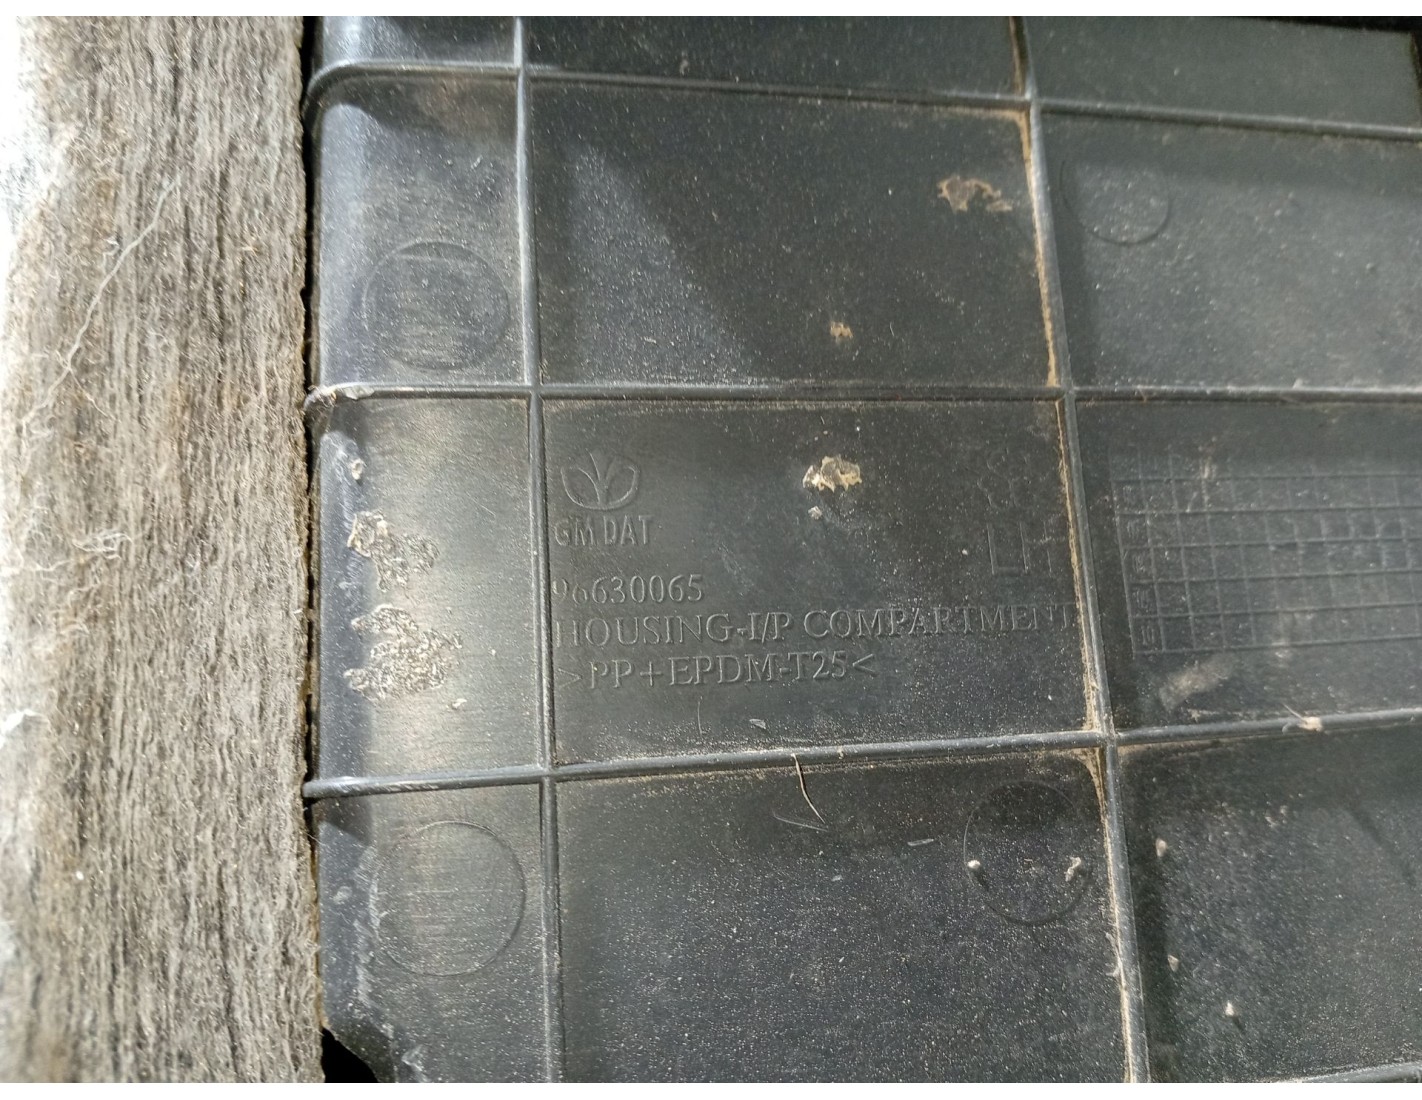 GM DAT
LH
96630065
HOUSING-I/P COMPARTMENT
>PP+EPDM-T25<